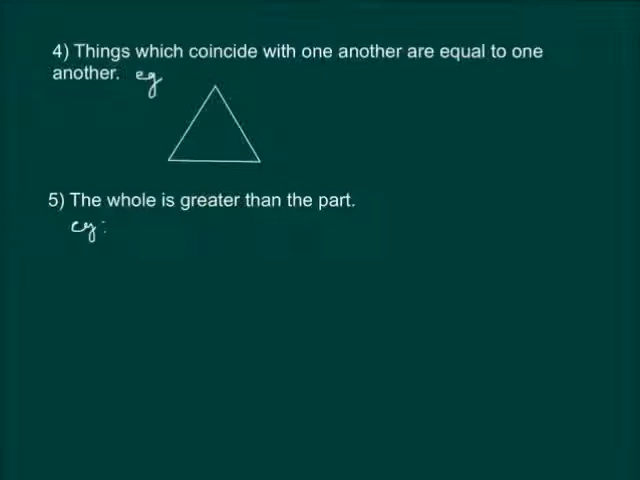 4) Things which coincide with one another are equal to one
another. eg
5) The whole is greater than the part.
eg: